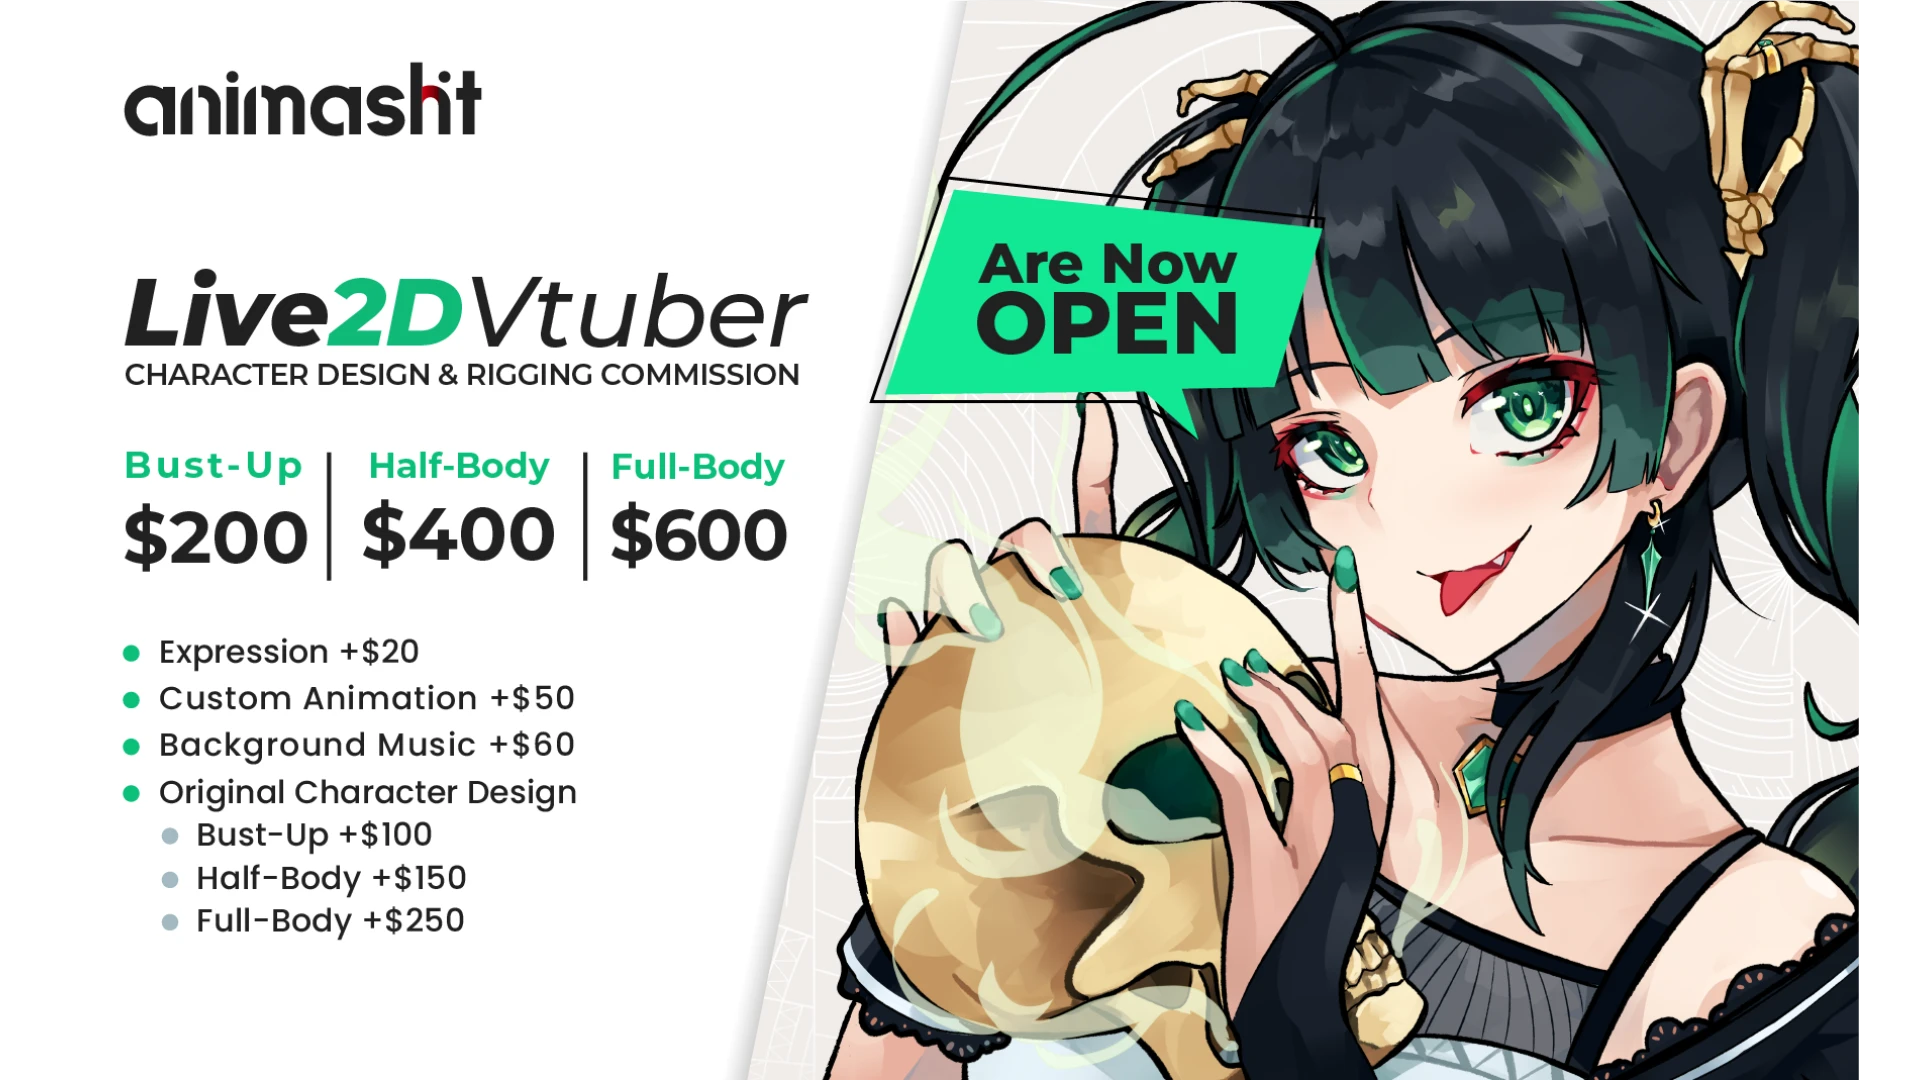 animasht
Live2DVtuber
CHARACTER DESIGN & RIGGING COMMISSION
Are Now
OPEN
Bust-Up
$200
Half-Body
$400
Full-Body
$600
Expression +$20
Custom Animation +$50
Background Music +$60
Original Character Design
Bust-Up +$100
Half-Body +$150
Full-Body +$250